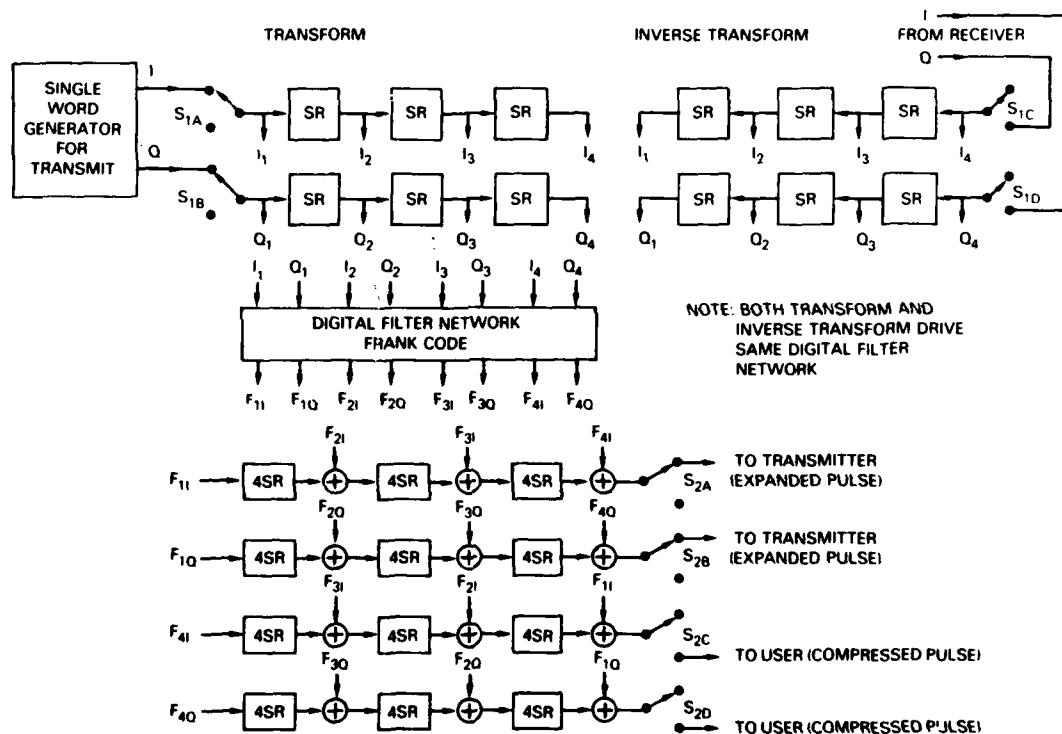 TRANSFORM
INVERSE TRANSFORM
I
FROM RECEIVER
Q
SINGLE
WORD
GENERATOR
FOR
TRANSMIT
I
Q
S1A
SR SR SR
I1 I2 I3 I4
SR SR SR
I1 I2 I3 I4
S1C
S1B
SR SR SR
Q1 Q2 Q3 Q4
SR SR SR
Q1 Q2 Q3 Q4
S1D
I1 Q1 I2 Q2 I3 Q3 I4 Q4
DIGITAL FILTER NETWORK
FRANK CODE
NOTE: BOTH TRANSFORM AND
INVERSE TRANSFORM DRIVE
SAME DIGITAL FILTER
NETWORK
F1I F1Q F2I F2Q F3I F3Q F4I F4Q
F2I F3I F4I
F1I 4SR 4SR 4SR S2A
TO TRANSMITTER
(EXPANDED PULSE)
F2Q F3Q F4Q
F1Q 4SR 4SR 4SR S2B
TO TRANSMITTER
(EXPANDED PULSE)
F3I F2I F1I
F4I 4SR 4SR 4SR S2C
TO USER (COMPRESSED PULSE)
F3Q F2Q F1Q
F4Q 4SR 4SR 4SR S2D
TO USER (COMPRESSED PULSE)